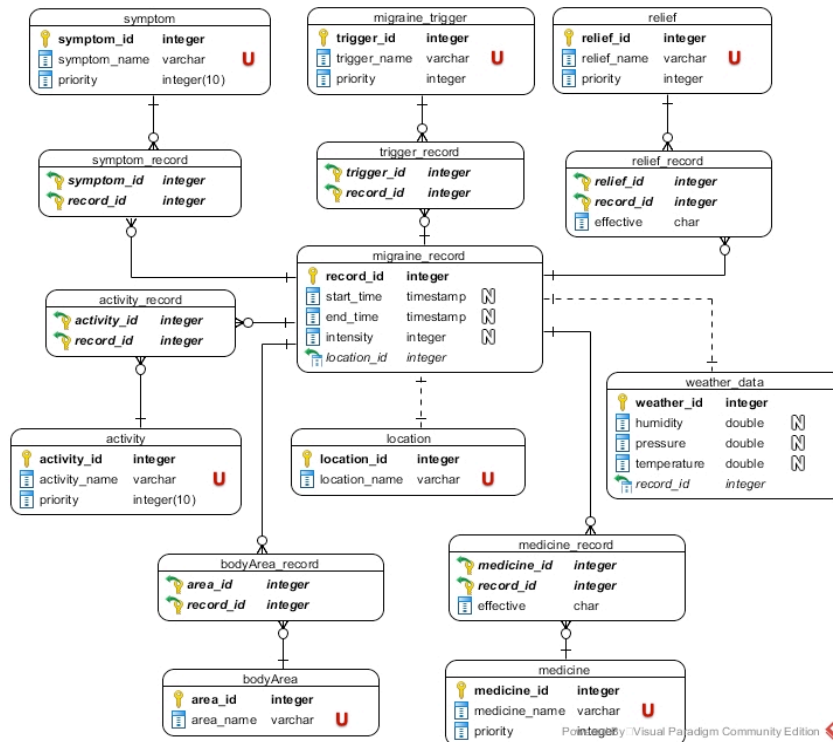 symptom
symptom_id integer
symptom_name varchar U
priority integer(10)
migraine_trigger
trigger_id integer
trigger_name varchar U
priority integer
relief
relief_id integer
relief_name varchar U
priority integer
symptom_record
symptom_id integer
record_id integer
trigger_record
trigger_id integer
record_id integer
relief_record
relief_id integer
record_id integer
effective char
migraine_record
record_id integer
start_time timestamp N
end_time timestamp N
intensity integer N
location_id integer
activity_record
activity_id integer
record_id integer
weather_data
weather_id integer
humidity double N
pressure double N
temperature double N
record_id integer
activity
activity_id integer
activity_name varchar U
priority integer(10)
location
location_id integer
location_name varchar U
bodyArea_record
area_id integer
record_id integer
medicine_record
medicine_id integer
record_id integer
effective char
bodyArea
area_id integer
area_name varchar U
medicine
medicine_id integer
medicine_name varchar U
priority integer
Powered By Visual Paradigm Community Edition